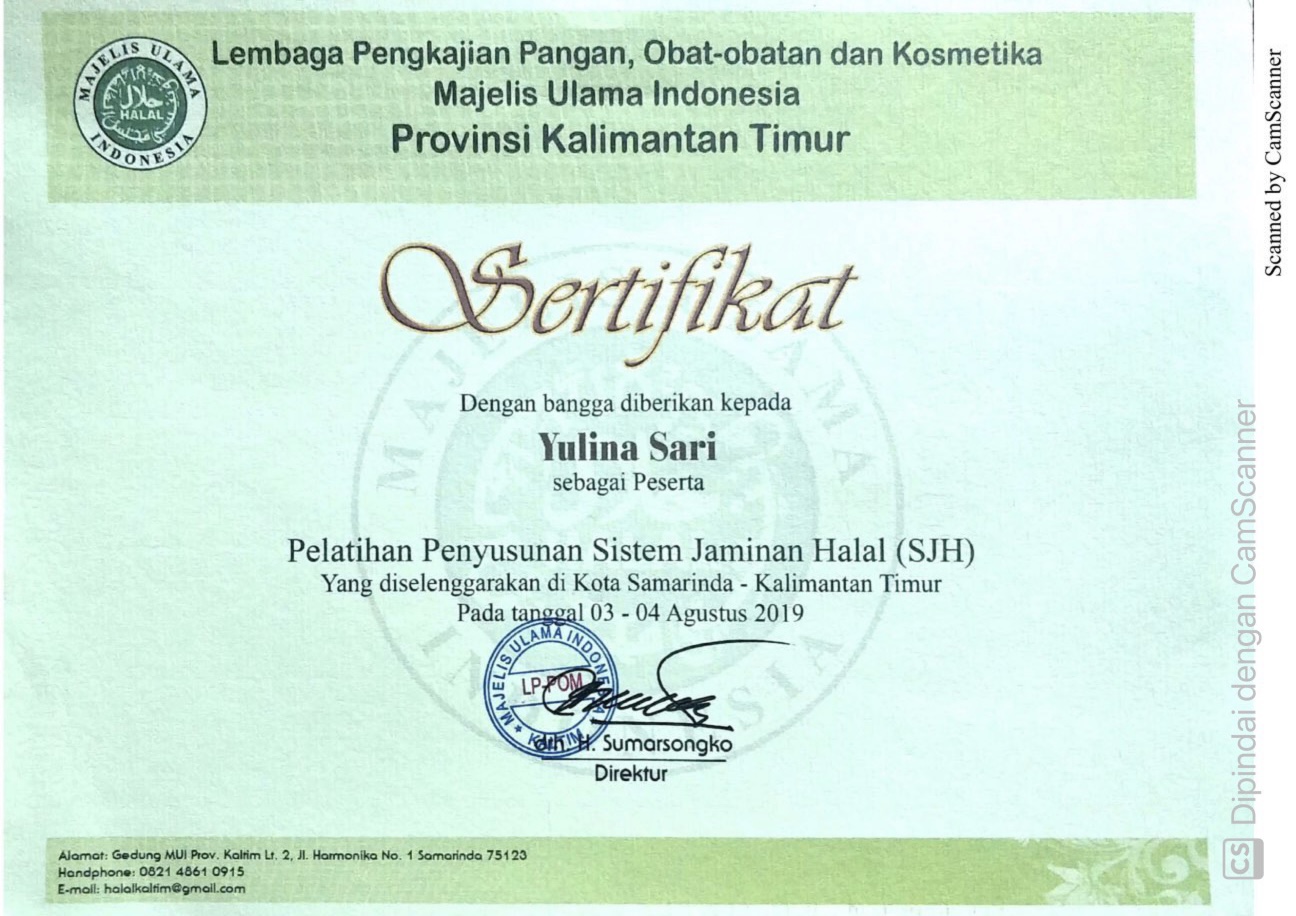 MAJELIS ULAMA
حلال
HALAL
INDONESIA
Lembaga Pengkajian Pangan, Obat-obatan dan Kosmetika
Majelis Ulama Indonesia
Provinsi Kalimantan Timur
Sertifikat
Dengan bangga diberikan kepada
Yulina Sari
sebagai Peserta
Pelatihan Penyusunan Sistem Jaminan Halal (SJH)
Yang diselenggarakan di Kota Samarinda - Kalimantan Timur
Pada tanggal 03 - 04 Agustus 2019
MAJELIS ULAMA INDONESIA
LP-POM
KALTIM
drh. H. Sumarsongko
Direktur
Alamat: Gedung MUI Prov. Kaltim Lt. 2, Jl. Harmonika No. 1 Samarinda 75123
Handphone: 0821 4861 0915
E-mail: halalkaltim@gmail.com
Scanned by CamScanner
CS Dipindai dengan CamScanner